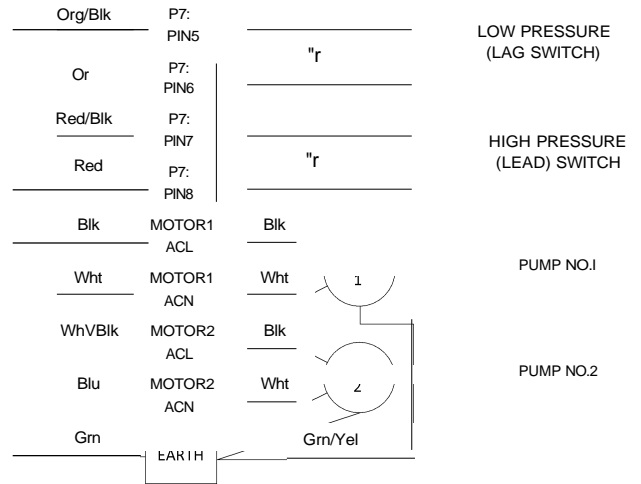 Org/Blk P7: LOW PRESSURE
PIN5 (LAG SWITCH)
"r
Or P7:
PIN6
Red/Blk P7: HIGH PRESSURE
PIN7 (LEAD) SWITCH
"r
Red P7:
PIN8
Blk MOTOR1 Blk
ACL
PUMP NO.I
Wht MOTOR1 Wht 1
ACN
WhVBlk MOTOR2 Blk
ACL
PUMP NO.2
Blu MOTOR2 Wht 2
ACN
Grn Grn/Yel
EARTH